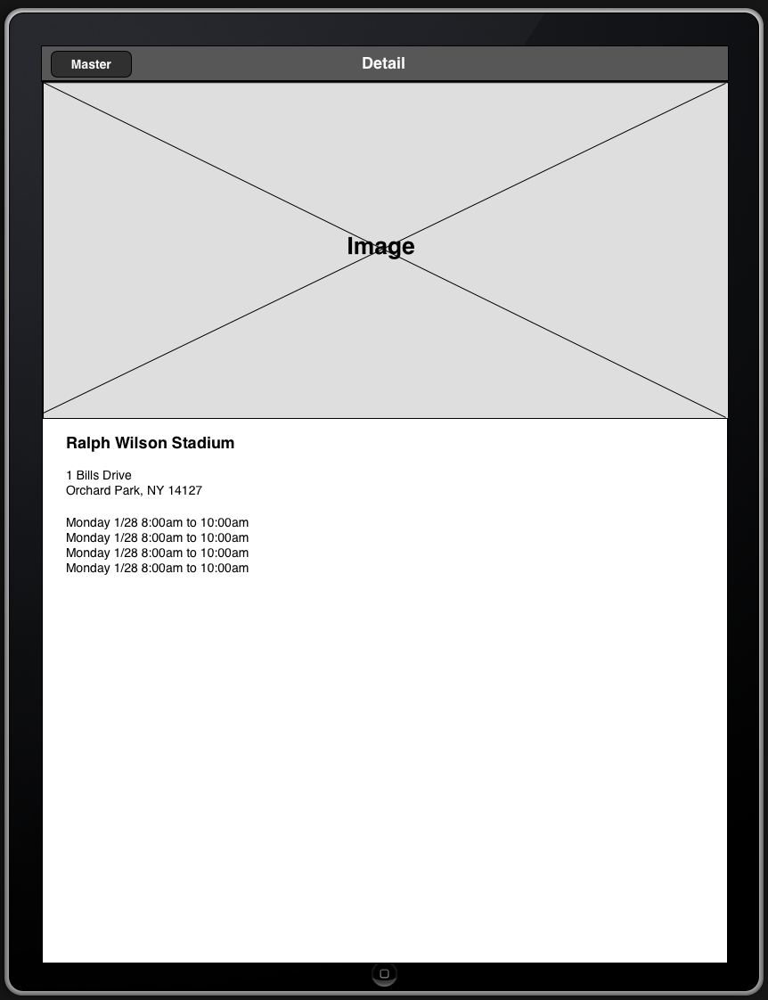 Master
Detail
Image
Ralph Wilson Stadium
1 Bills Drive
Orchard Park, NY 14127
Monday 1/28 8:00am to 10:00am
Monday 1/28 8:00am to 10:00am
Monday 1/28 8:00am to 10:00am
Monday 1/28 8:00am to 10:00am